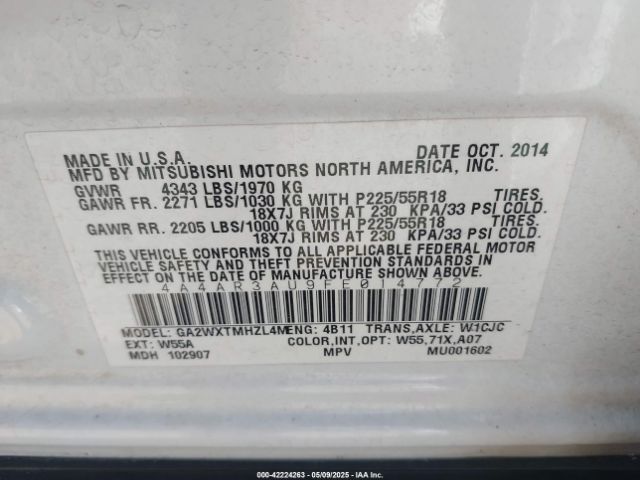 MADE IN U.S.A. DATE OCT. 2014
MFD BY MITSUBISHI MOTORS NORTH AMERICA, INC.
GVWR 4343 LBS/1970 KG
GAWR FR. 2271 LBS/1030 KG WITH P225/55R18 TIRES,
18X7J RIMS AT 230 KPA/33 PSI COLD.
GAWR RR. 2205 LBS/1000 KG WITH P225/55R18 TIRES,
18X7J RIMS AT 230 KPA/33 PSI COLD.
THIS VEHICLE CONFORMS TO ALL APPLICABLE FEDERAL MOTOR
VEHICLE SAFETY AND THEFT PREVENTION STANDARDS IN
EFFECT ON THE DATE OF MANUFACTURE SHOWN ABOVE.
4A4AR3AU9FE014772
MODEL: GA2WXTMHZL4M ENG: 4B11 TRANS,AXLE: W1CJC
EXT: W55A COLOR,INT,OPT: W55,71X,A07
MDH 102907 MPV MU001602
000-42224263 - 05/09/2025 - IAA Inc.